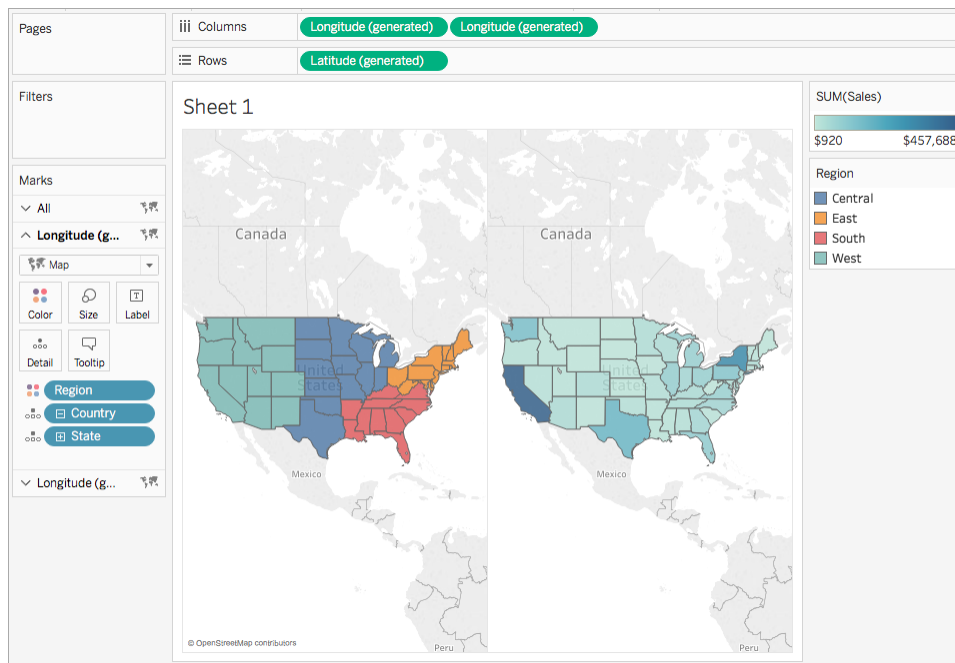 Pages
Columns
Longitude (generated) Longitude (generated)
Rows
Latitude (generated)
Filters
Marks
All
Longitude (g...
Map
Color Size Label
Detail Tooltip
Region
Country
State
Longitude (g...
Sheet 1
Canada
United
States
Mexico
Peru
© OpenStreetMap contributors
Canada
United
States
Mexico
Peru
SUM(Sales)
$920 $457,688
Region
Central
East
South
West